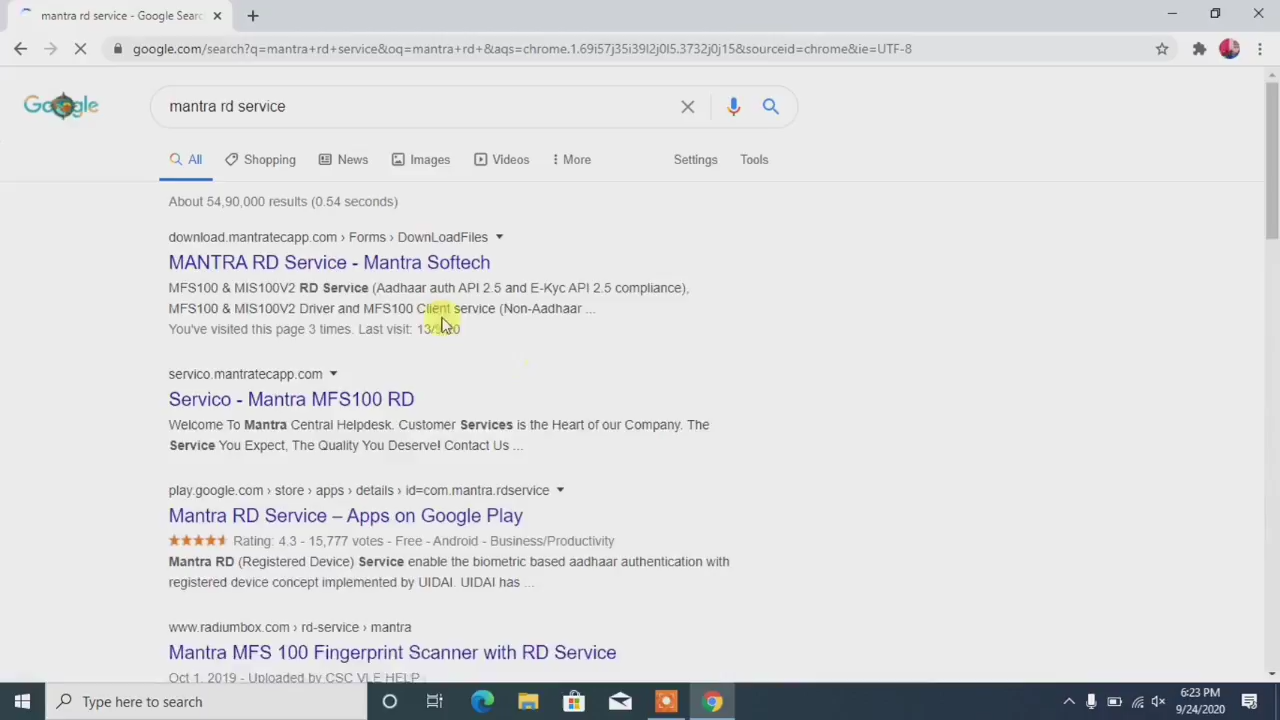 mantra rd service - Google Sear
google.com/search?q=mantra+rd+service&oq=mantra+rd+&aqs=chrome.1.69i57j35i39l2j0l5.3732j0j15&sourceid=chrome&ie=UTF-8
Google
mantra rd service
All Shopping News Images Videos More Settings Tools
About 54,90,000 results (0.54 seconds)
download.mantratecapp.com › Forms › DownLoadFiles
MANTRA RD Service - Mantra Softech
MFS100 & MIS100V2 RD Service (Aadhaar auth API 2.5 and E-Kyc API 2.5 compliance),
MFS100 & MIS100V2 Driver and MFS100 Client service (Non-Aadhaar ...
You've visited this page 3 times. Last visit:
servico.mantratecapp.com
Servico - Mantra MFS100 RD
Welcome To Mantra Central Helpdesk. Customer Services is the Heart of our Company. The
Service You Expect, The Quality You Deserve! Contact Us ...
play.google.com › store › apps › details › id=com.mantra.rdservice
Mantra RD Service – Apps on Google Play
Rating: 4.3 - 15,777 votes - Free - Android - Business/Productivity
Mantra RD (Registered Device) Service enable the biometric based aadhaar authentication with
registered device concept implemented by UIDAI. UIDAI has ...
www.radiumbox.com › rd-service › mantra
Mantra MFS 100 Fingerprint Scanner with RD Service
Oct 1, 2019 - Uploaded by CSC VLE HELP
Type here to search
6:23 PM
9/24/2020